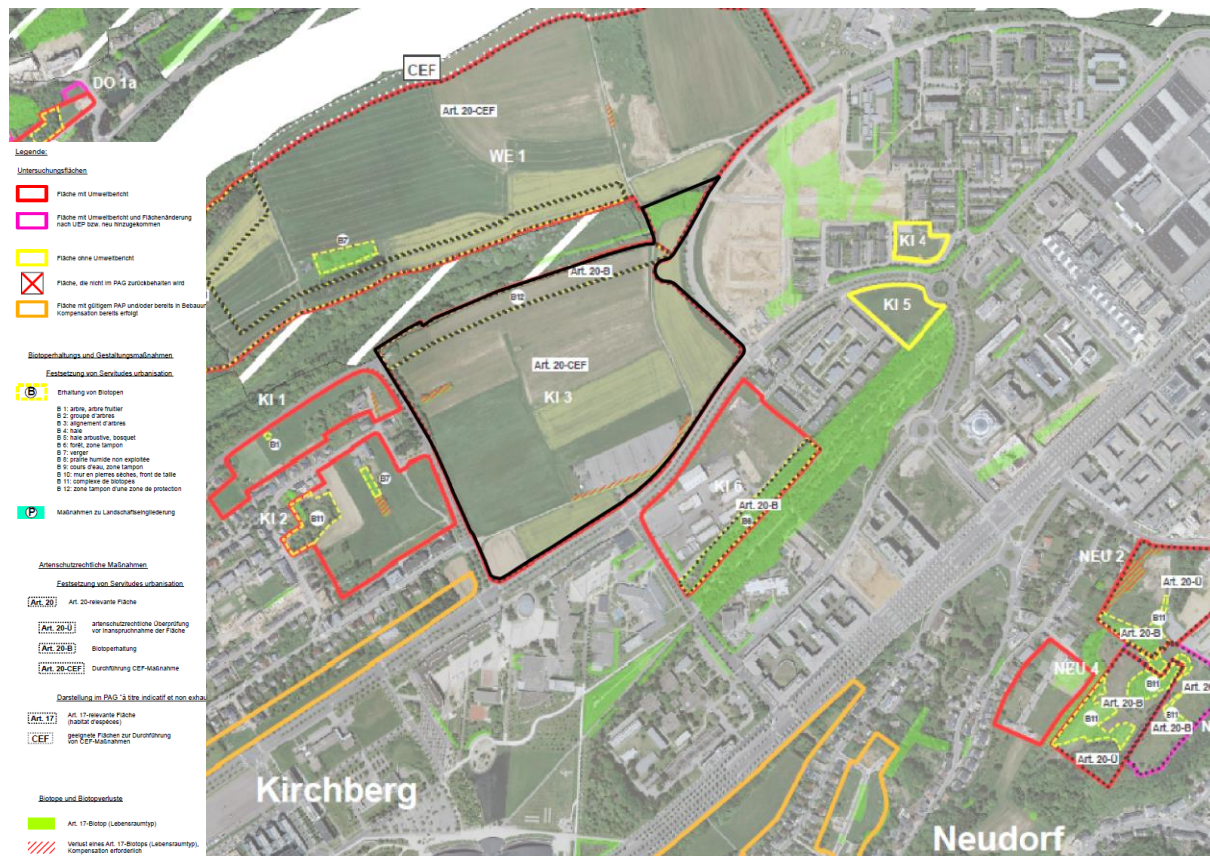 DO 1a
Legende:
Untersuchungsflächen
Fläche mit Umweltbericht
Fläche mit Umweltbericht und Flächenänderung
nach UEP bzw. neu hinzugekommen
Fläche ohne Umweltbericht
Fläche, die nicht im PAG zurückbehalten wird
Fläche mit gültigem PAP und/oder bereits in Bebauun
Kompensation bereits erfolgt
Biotoperhaltungs und Gestaltungsmaßnahmen
Festsetzung von Servitudes urbanisation
B Erhaltung von Biotopen
B 1: arbre, arbre fruitier
B 2: groupe d'arbres
B 3: alignement d'arbres
B 4: haie
B 5: haie arbustive, bosquet
B 6: forêt, zone tampon
B 7: verger
B 8: prairie humide non exploitée
B 9: cours d'eau, zone tampon
B 10: mur en pierres sèches, front de taille
B 11: complexe de biotopes
B 12: zone tampon d'une zone de protection
P Maßnahmen zu Landschaftseingliederung
Artenschutzrechtliche Maßnahmen
Festsetzung von Servitudes urbanisation
Art. 20 Art. 20-relevante Fläche
Art. 20-Ü artenschutzrechtliche Überprüfung
vor Inanspruchnahme der Fläche
Art. 20-B Biotoperhaltung
Art. 20-CEF Durchführung CEF-Maßnahme
Darstellung im PAG "à titre indicatif et non exhau
Art. 17 Art. 17-relevante Fläche
(habitat d'espèces)
CEF geeignete Flächen zur Durchführung
von CEF-Maßnahmen
Biotope und Biotopverluste
Art. 17-Biotop (Lebensraumtyp)
Verlust eines Art. 17-Biotops (Lebensraumtyp),
Kompensation erforderlich
CEF
Art. 20-CEF
WE 1
B7
Art. 20-B
B12
Art. 20-CEF
KI 3
KI 4
KI 5
KI 1
B1
B7
KI 2
B11
KI 6
Art. 20-B
B6
NEU 2
Art. 20-Ü
B11
Art. 20-B
NEU 4
B11
Art. 20
Art. 20-B
B11
B11
Art. 20-B
N
Art. 20-Ü
Kirchberg
Neudorf